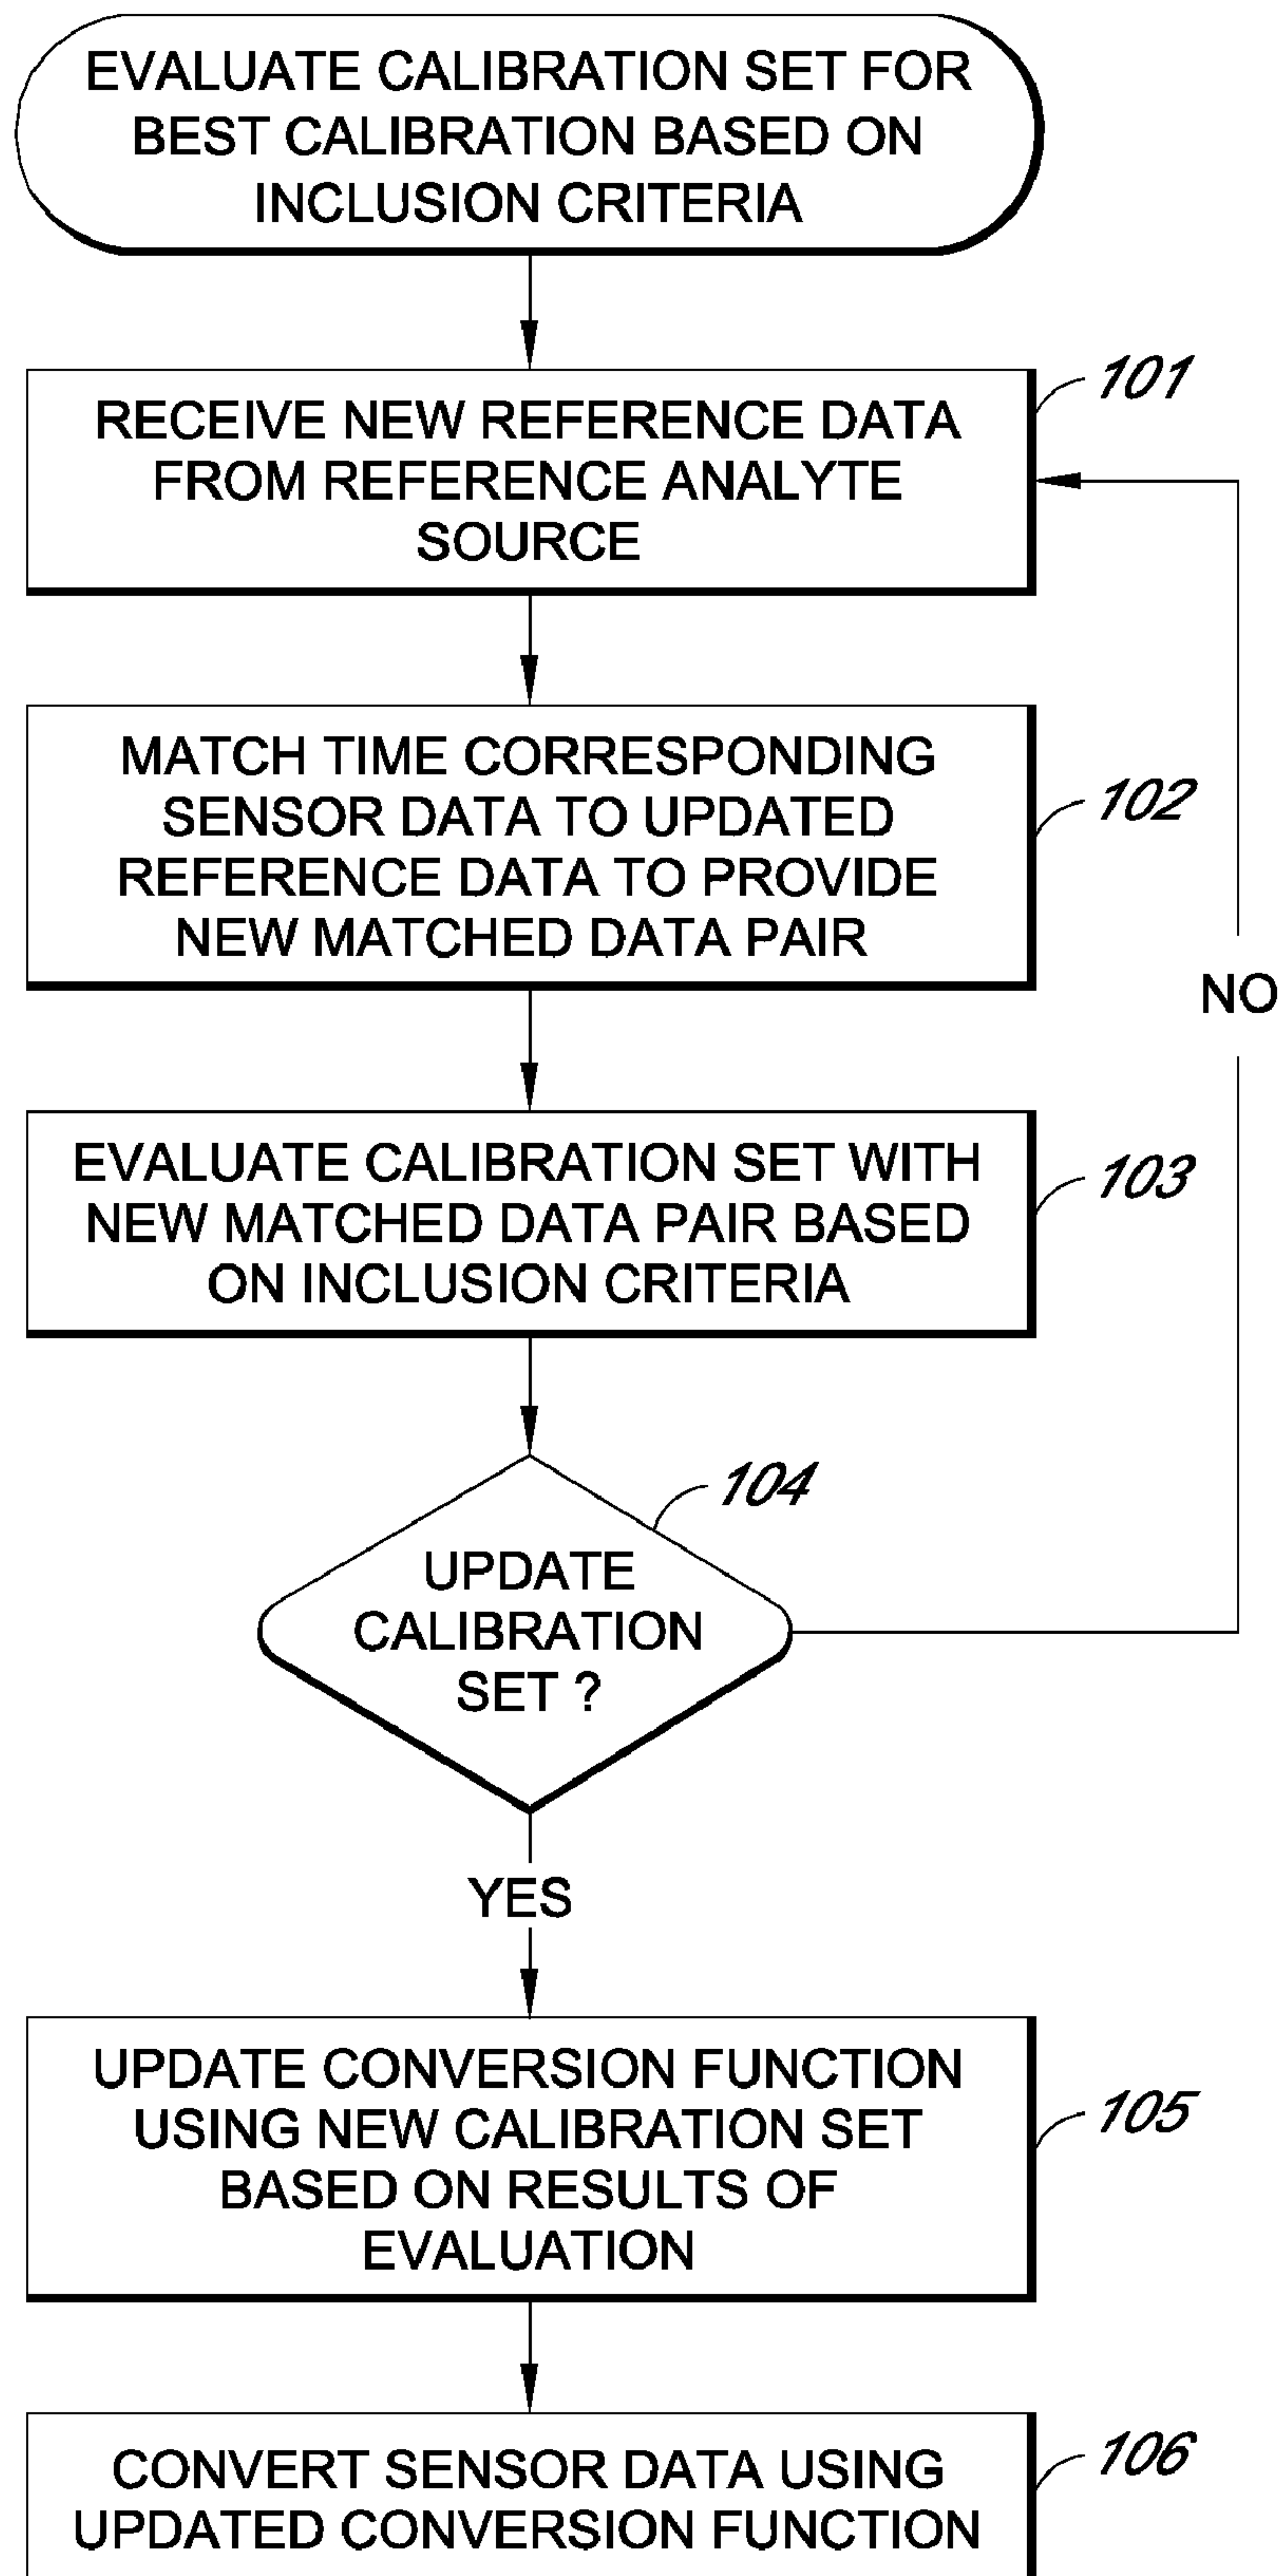 EVALUATE CALIBRATION SET FOR
BEST CALIBRATION BASED ON
INCLUSION CRITERIA
101
RECEIVE NEW REFERENCE DATA
FROM REFERENCE ANALYTE
SOURCE
102
MATCH TIME CORRESPONDING
SENSOR DATA TO UPDATED
REFERENCE DATA TO PROVIDE
NEW MATCHED DATA PAIR
NO
103
EVALUATE CALIBRATION SET WITH
NEW MATCHED DATA PAIR BASED
ON INCLUSION CRITERIA
104
UPDATE
CALIBRATION
SET ?
YES
105
UPDATE CONVERSION FUNCTION
USING NEW CALIBRATION SET
BASED ON RESULTS OF
EVALUATION
106
CONVERT SENSOR DATA USING
UPDATED CONVERSION FUNCTION